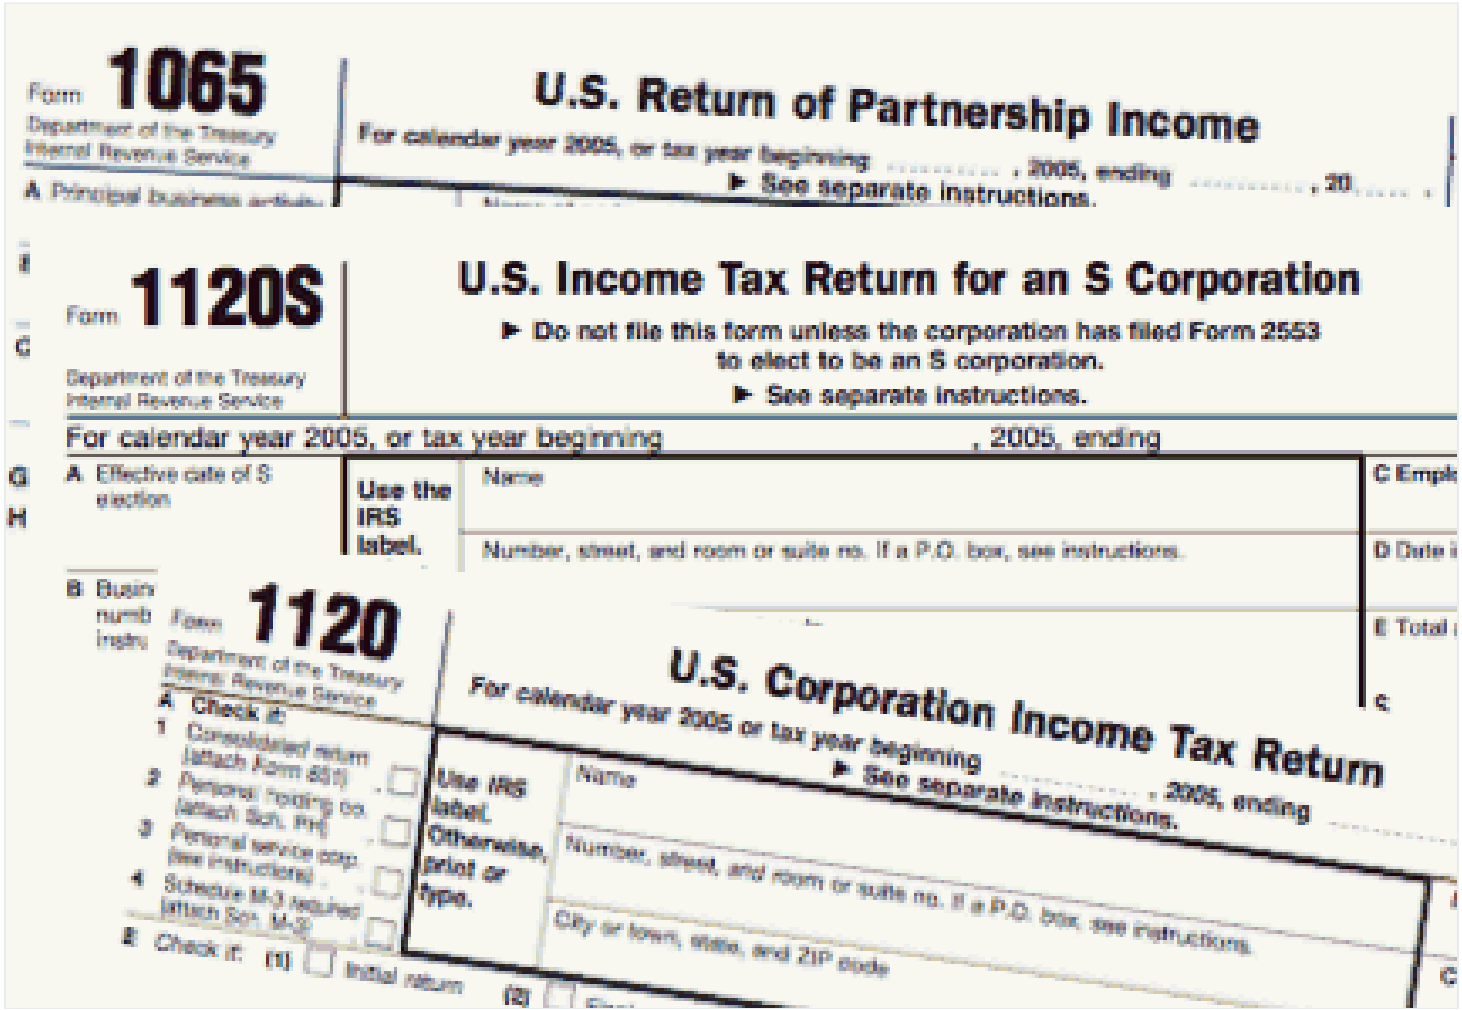 Form 1065
U.S. Return of Partnership Income
Department of the Treasury
Internal Revenue Service
For calendar year 2005, or tax year beginning .......... , 2005, ending .......... , 20...... .
► See separate instructions.
A Principal business activity
Form 1120S
U.S. Income Tax Return for an S Corporation
► Do not file this form unless the corporation has filed Form 2553
to elect to be an S corporation.
► See separate instructions.
Department of the Treasury
Internal Revenue Service
C
G
H
For calendar year 2005, or tax year beginning , 2005, ending
A Effective date of S
election
Use the
IRS
label.
Name
Number, street, and room or suite no. If a P.O. box, see instructions.
C Empl
D Date i
E Total
B Busin
numb
instru
Form 1120
U.S. Corporation Income Tax Return
Department of the Treasury
Internal Revenue Service
For calendar year 2005 or tax year beginning .......... , 2005, ending ..........
► See separate instructions.
A Check if:
1 Consolidated return
(attach Form 851) .
2 Personal holding co.
(attach Sch. PH) .
3 Personal service corp.
(see instructions) . .
4 Schedule M-3 required
(attach Sch. M-3) .
Use IRS
label.
Otherwise,
print or
type.
Name
Number, street, and room or suite no. If a P.O. box, see instructions.
City or town, state, and ZIP code
E Check if: (1) Initial return (2)
C